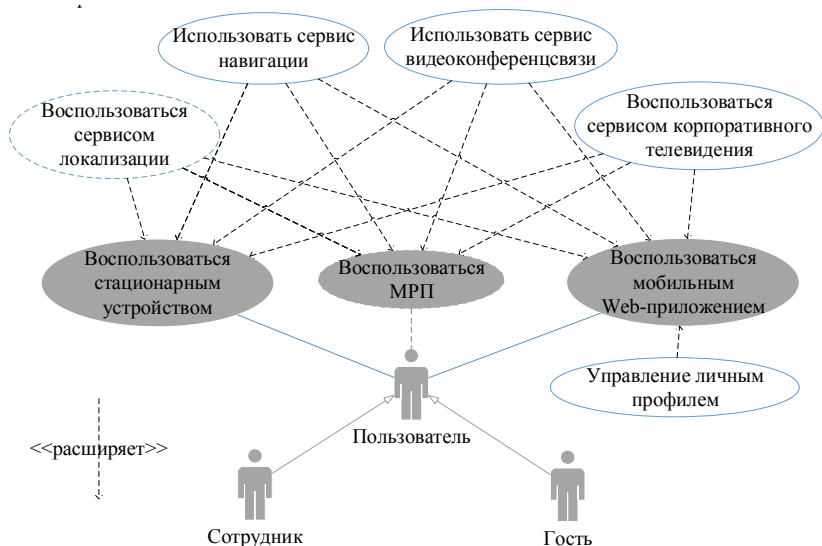 Использовать сервис
навигации
Использовать сервис
видеоконференцсвязи
Воспользоваться
сервисом
локализации
Воспользоваться
сервисом корпоративного
телевидения
Воспользоваться
стационарным
устройством
Воспользоваться
МРП
Воспользоваться
мобильным
Web-приложением
Управление личным
профилем
Пользователь
<<расширяет>>
Сотрудник
Гость